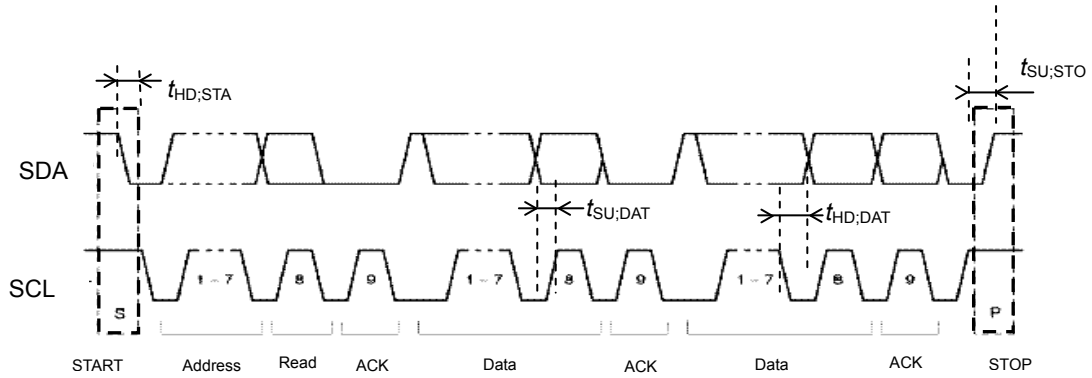 tHD;STA
tSU;STO
SDA
tSU;DAT
tHD;DAT
SCL
1 – 7 8 9 1 – 7 8 9 1 – 7 8 9
S P
START Address Read ACK Data ACK Data ACK STOP